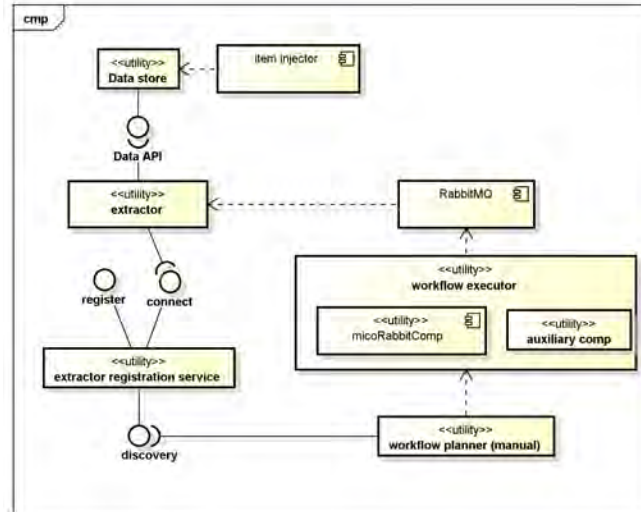 cmp
<<utility>>
Data store
item injector
Data API
<<utility>>
extractor
RabbitMQ
register
connect
<<utility>>
workflow executor
<<utility>>
micoRabbitComp
<<utility>>
auxiliary comp
<<utility>>
extractor registration service
<<utility>>
workflow planner (manual)
discovery